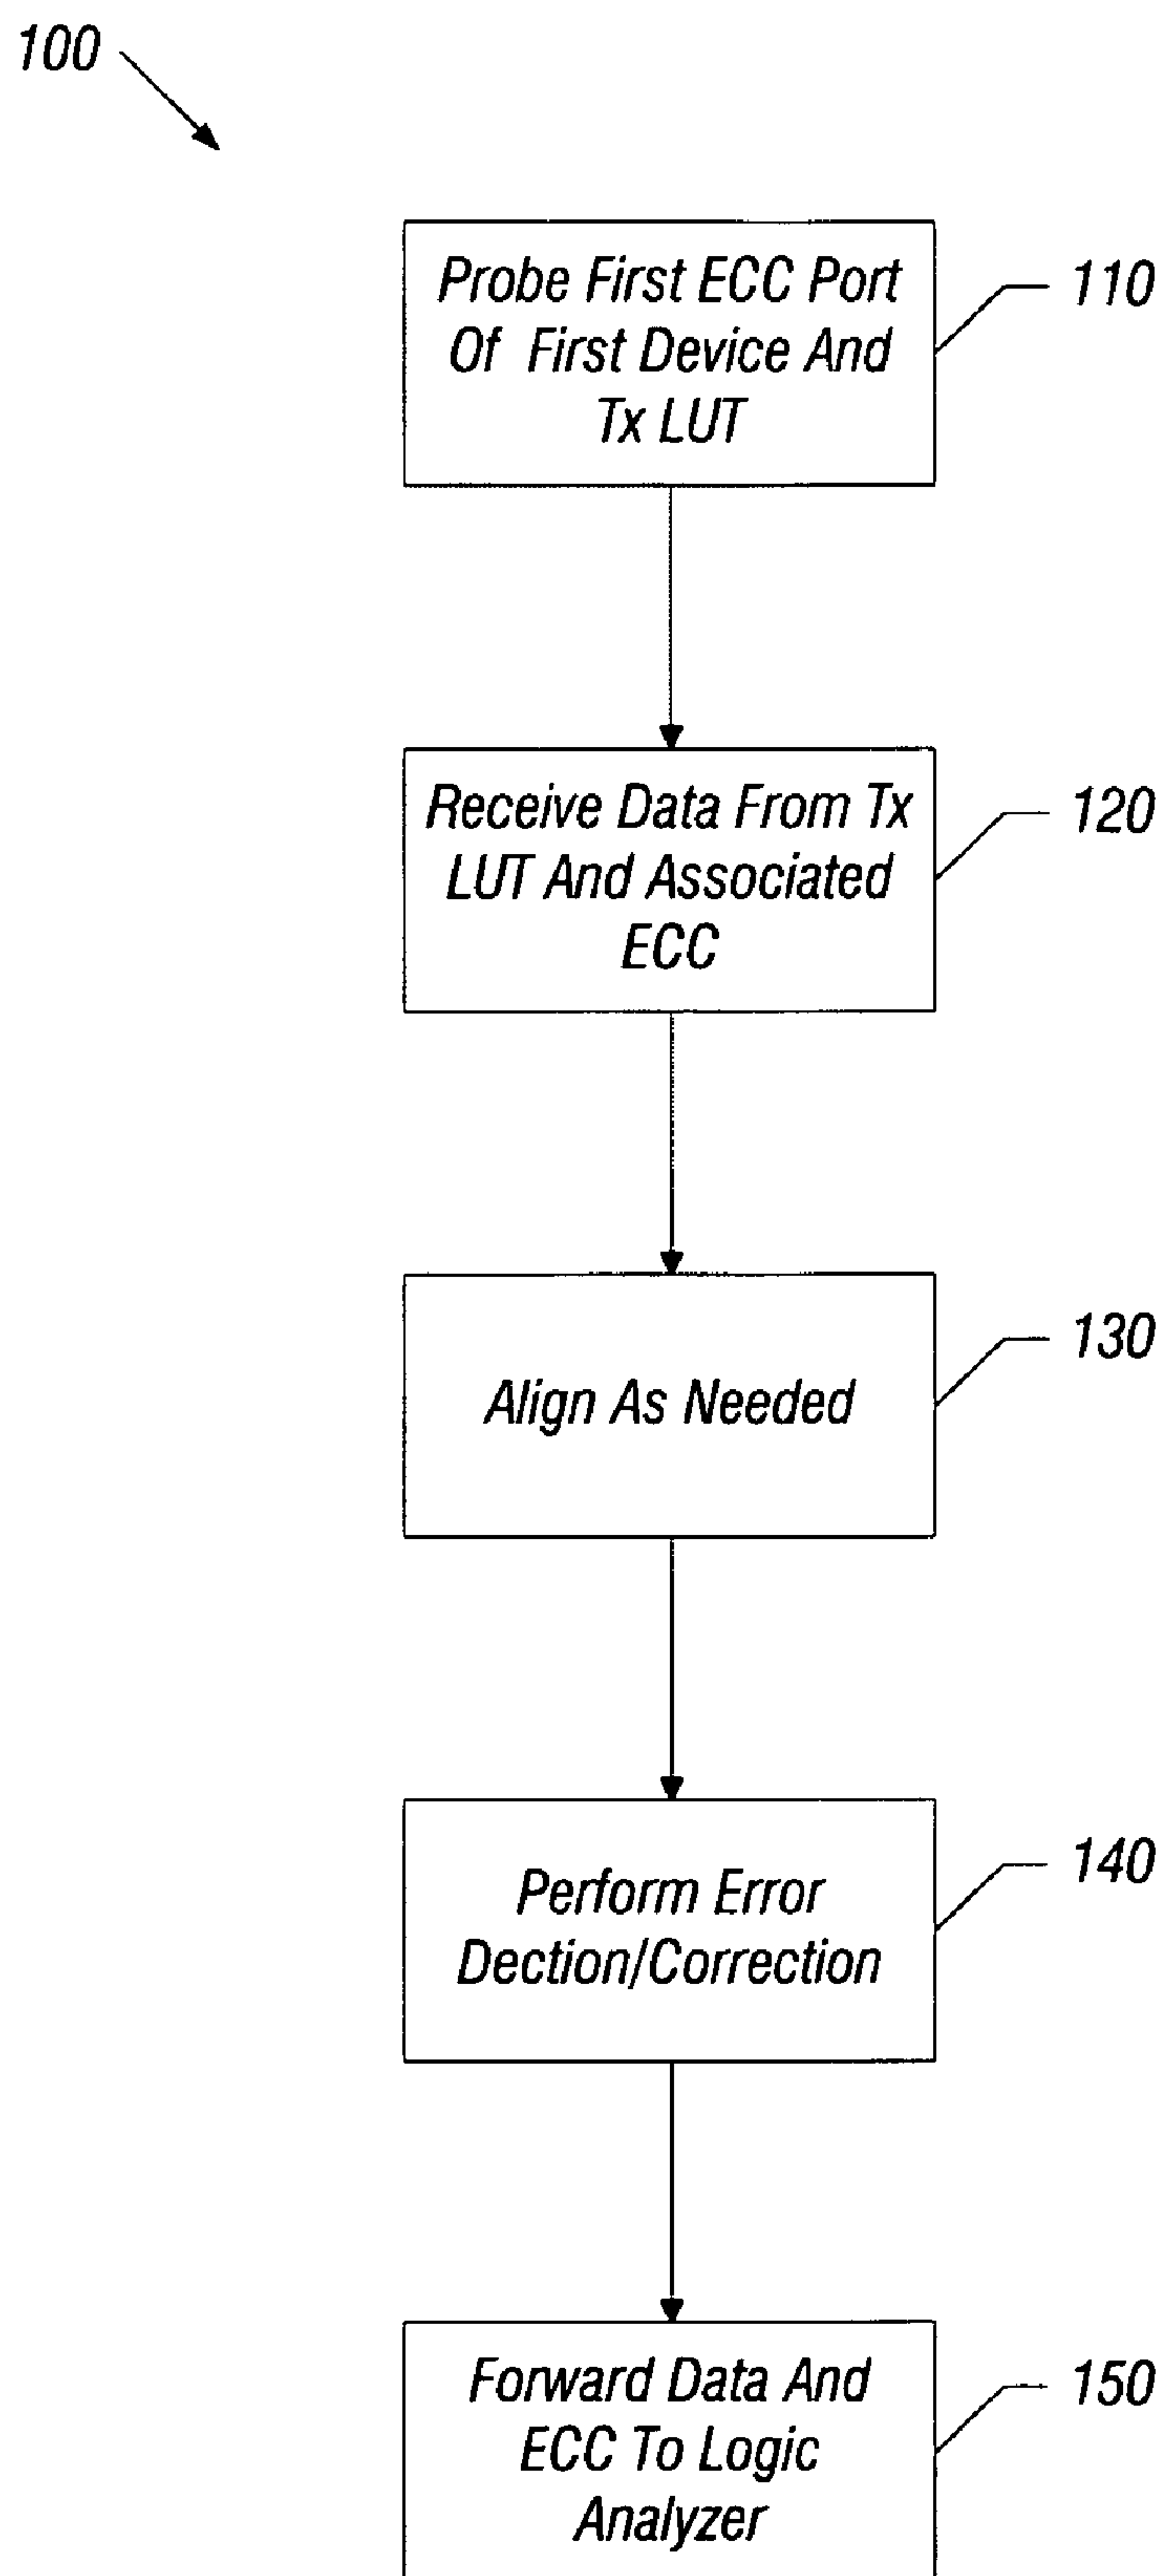 100
Probe First ECC Port
Of First Device And
Tx LUT
110
Receive Data From Tx
LUT And Associated
ECC
120
Align As Needed
130
Perform Error
Dection/Correction
140
Forward Data And
ECC To Logic
Analyzer
150